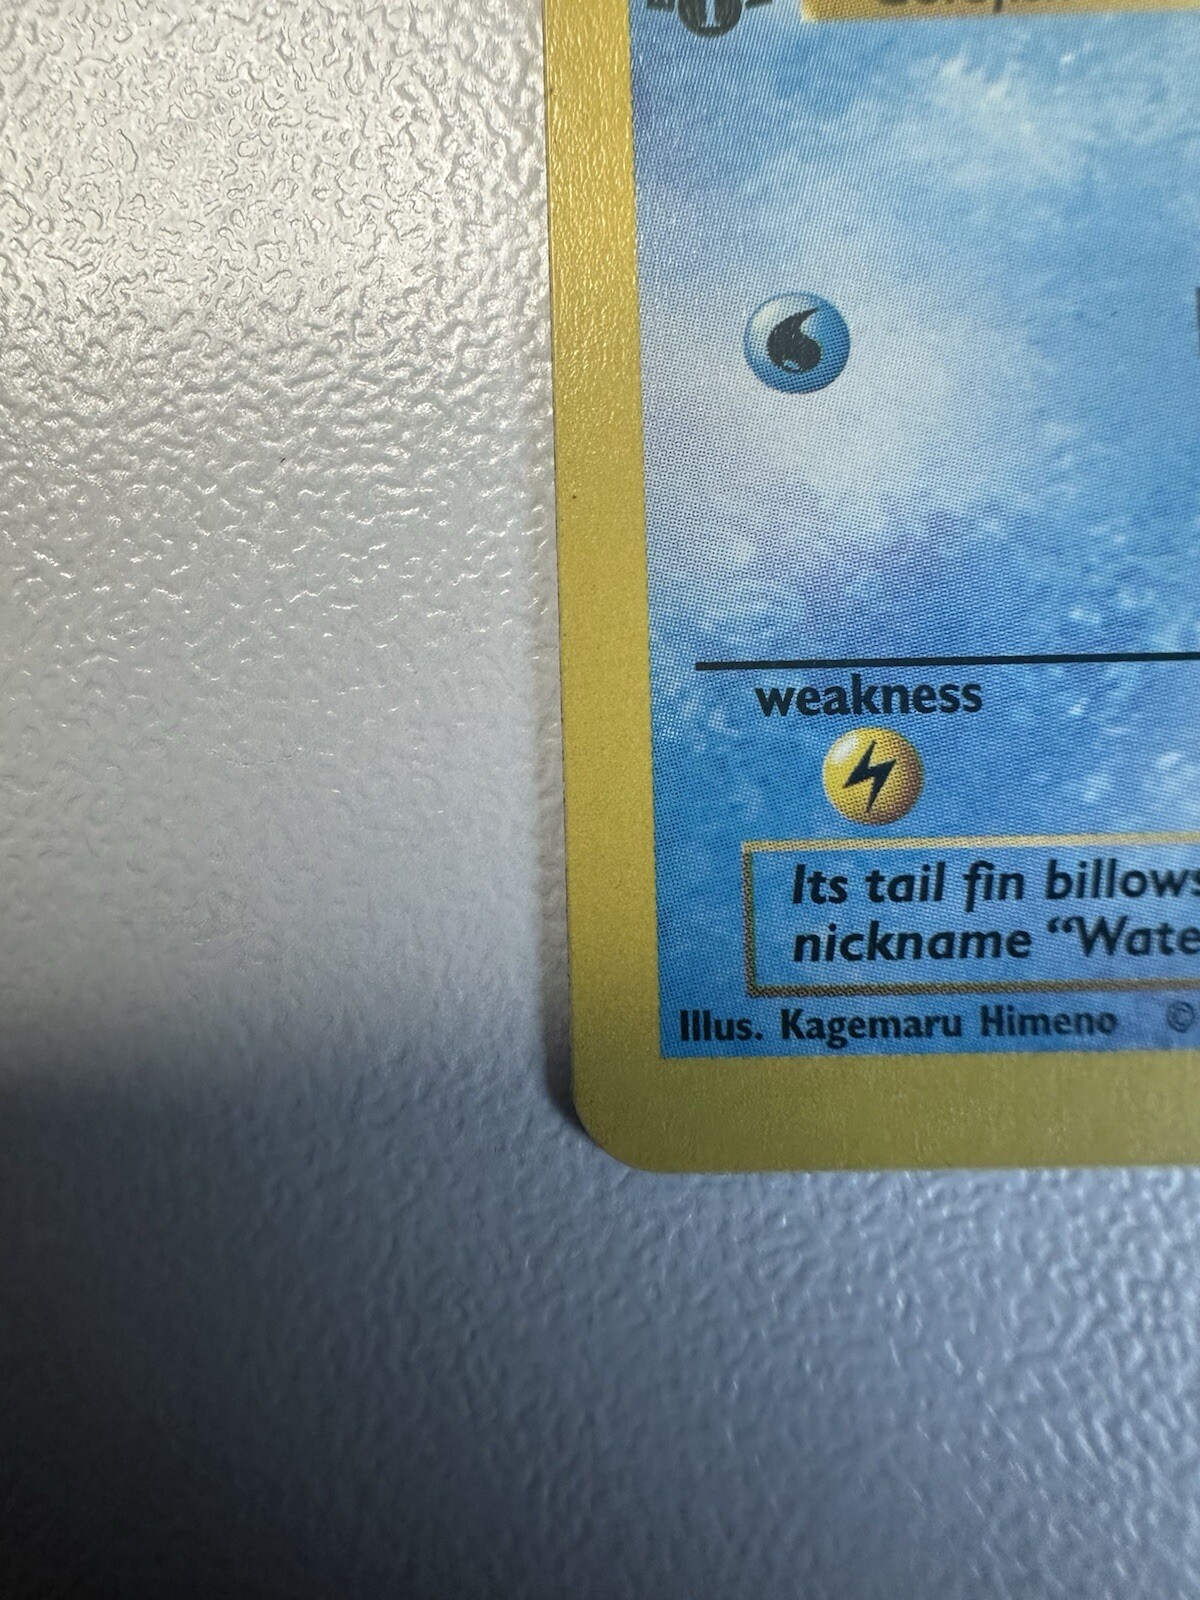 weakness
Its tail fin billows
nickname “Wate
Illus. Kagemaru Himeno ©